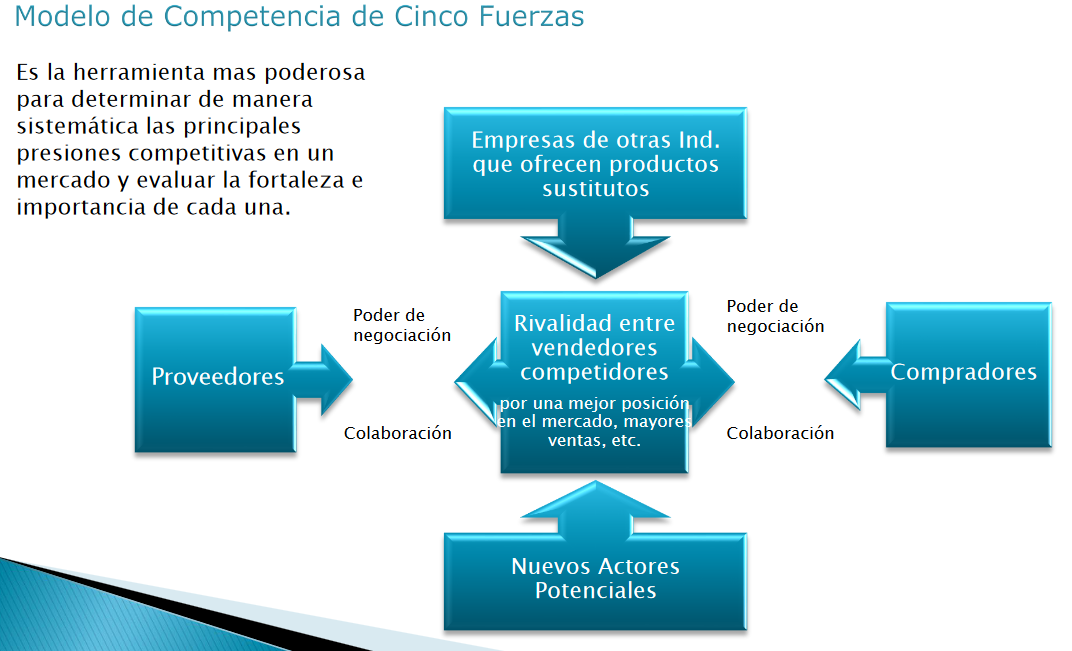 Modelo de Competencia de Cinco Fuerzas
Es la herramienta mas poderosa
para determinar de manera
sistemática las principales
presiones competitivas en un
mercado y evaluar la fortaleza e
importancia de cada una.
Empresas de otras Ind.
que ofrecen productos
sustitutos
Proveedores
Poder de
negociación
Colaboración
Rivalidad entre
vendedores
competidores
por una mejor posición
en el mercado, mayores
ventas, etc.
Poder de
negociación
Colaboración
Compradores
Nuevos Actores
Potenciales